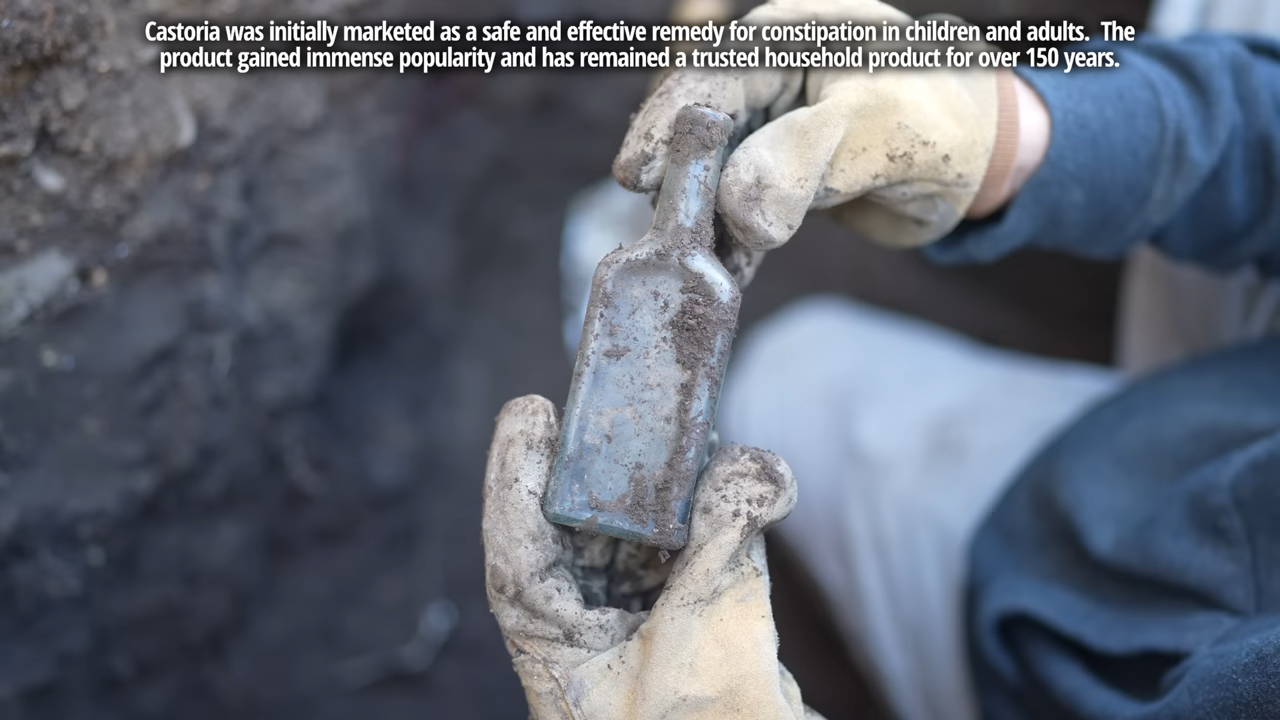 Castoria was initially marketed as a safe and effective remedy for constipation in children and adults.  The
product gained immense popularity and has remained a trusted household product for over 150 years.